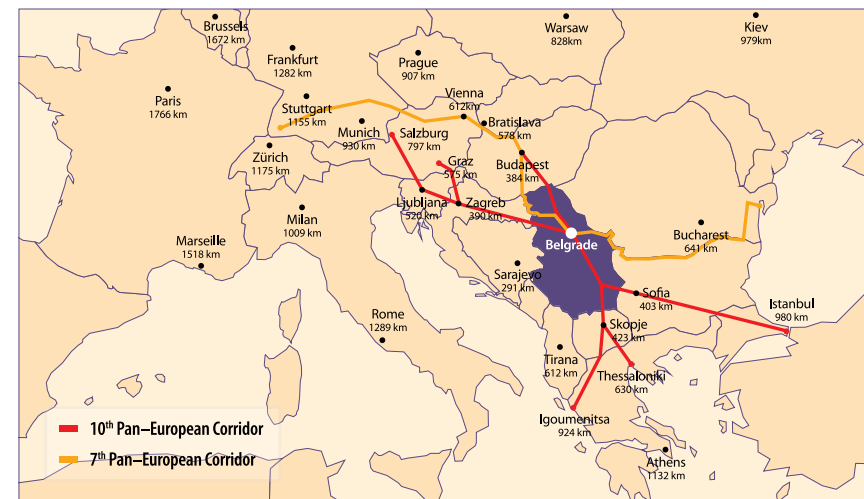 Brussels
1672 km
Warsaw
828km
Kiev
979km
Frankfurt
1282 km
Prague
907 km
Paris
1766 km
Stuttgart
1155 km
Vienna
612km
Munich
930 km
Salzburg
797 km
Bratislava
578 km
Zürich
1175 km
Graz
575 km
Budapest
384 km
Ljubljana
520 km
Zagreb
390 km
Milan
1009 km
Marseille
1518 km
Belgrade
Bucharest
641 km
Sarajevo
291 km
Sofia
403 km
Istanbul
980 km
Rome
1289 km
Skopje
423 km
Tirana
612 km
Thessaloniki
630 km
Igoumenitsa
924 km
Athens
1132 km
10th Pan–European Corridor
7th Pan–European Corridor